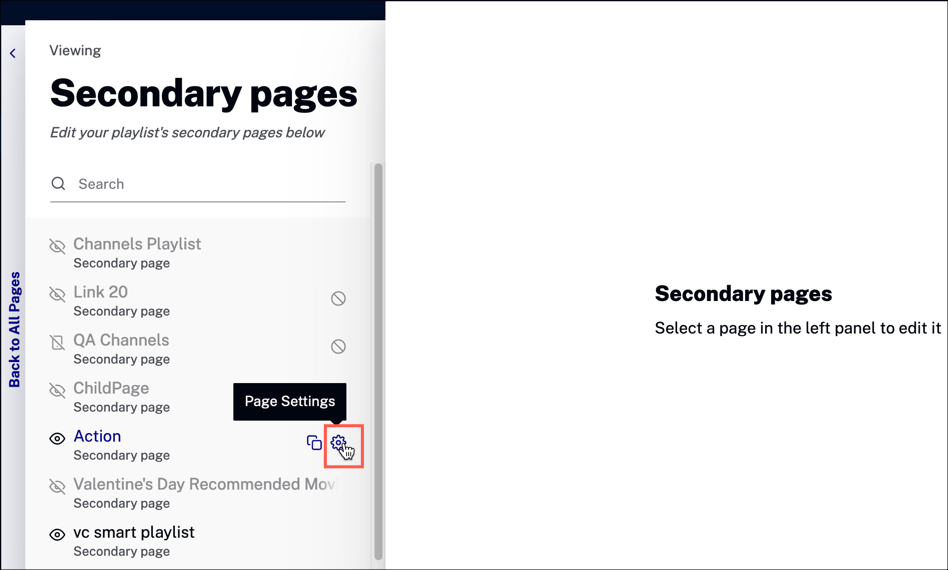 Viewing
Secondary pages
Edit your playlist's secondary pages below
Search
Back to All Pages
Channels Playlist
Secondary page
Link 20
Secondary page
QA Channels
Secondary page
ChildPage
Secondary page
Page Settings
Action
Secondary page
Valentine's Day Recommended Mov
Secondary page
vc smart playlist
Secondary page
Secondary pages
Select a page in the left panel to edit it